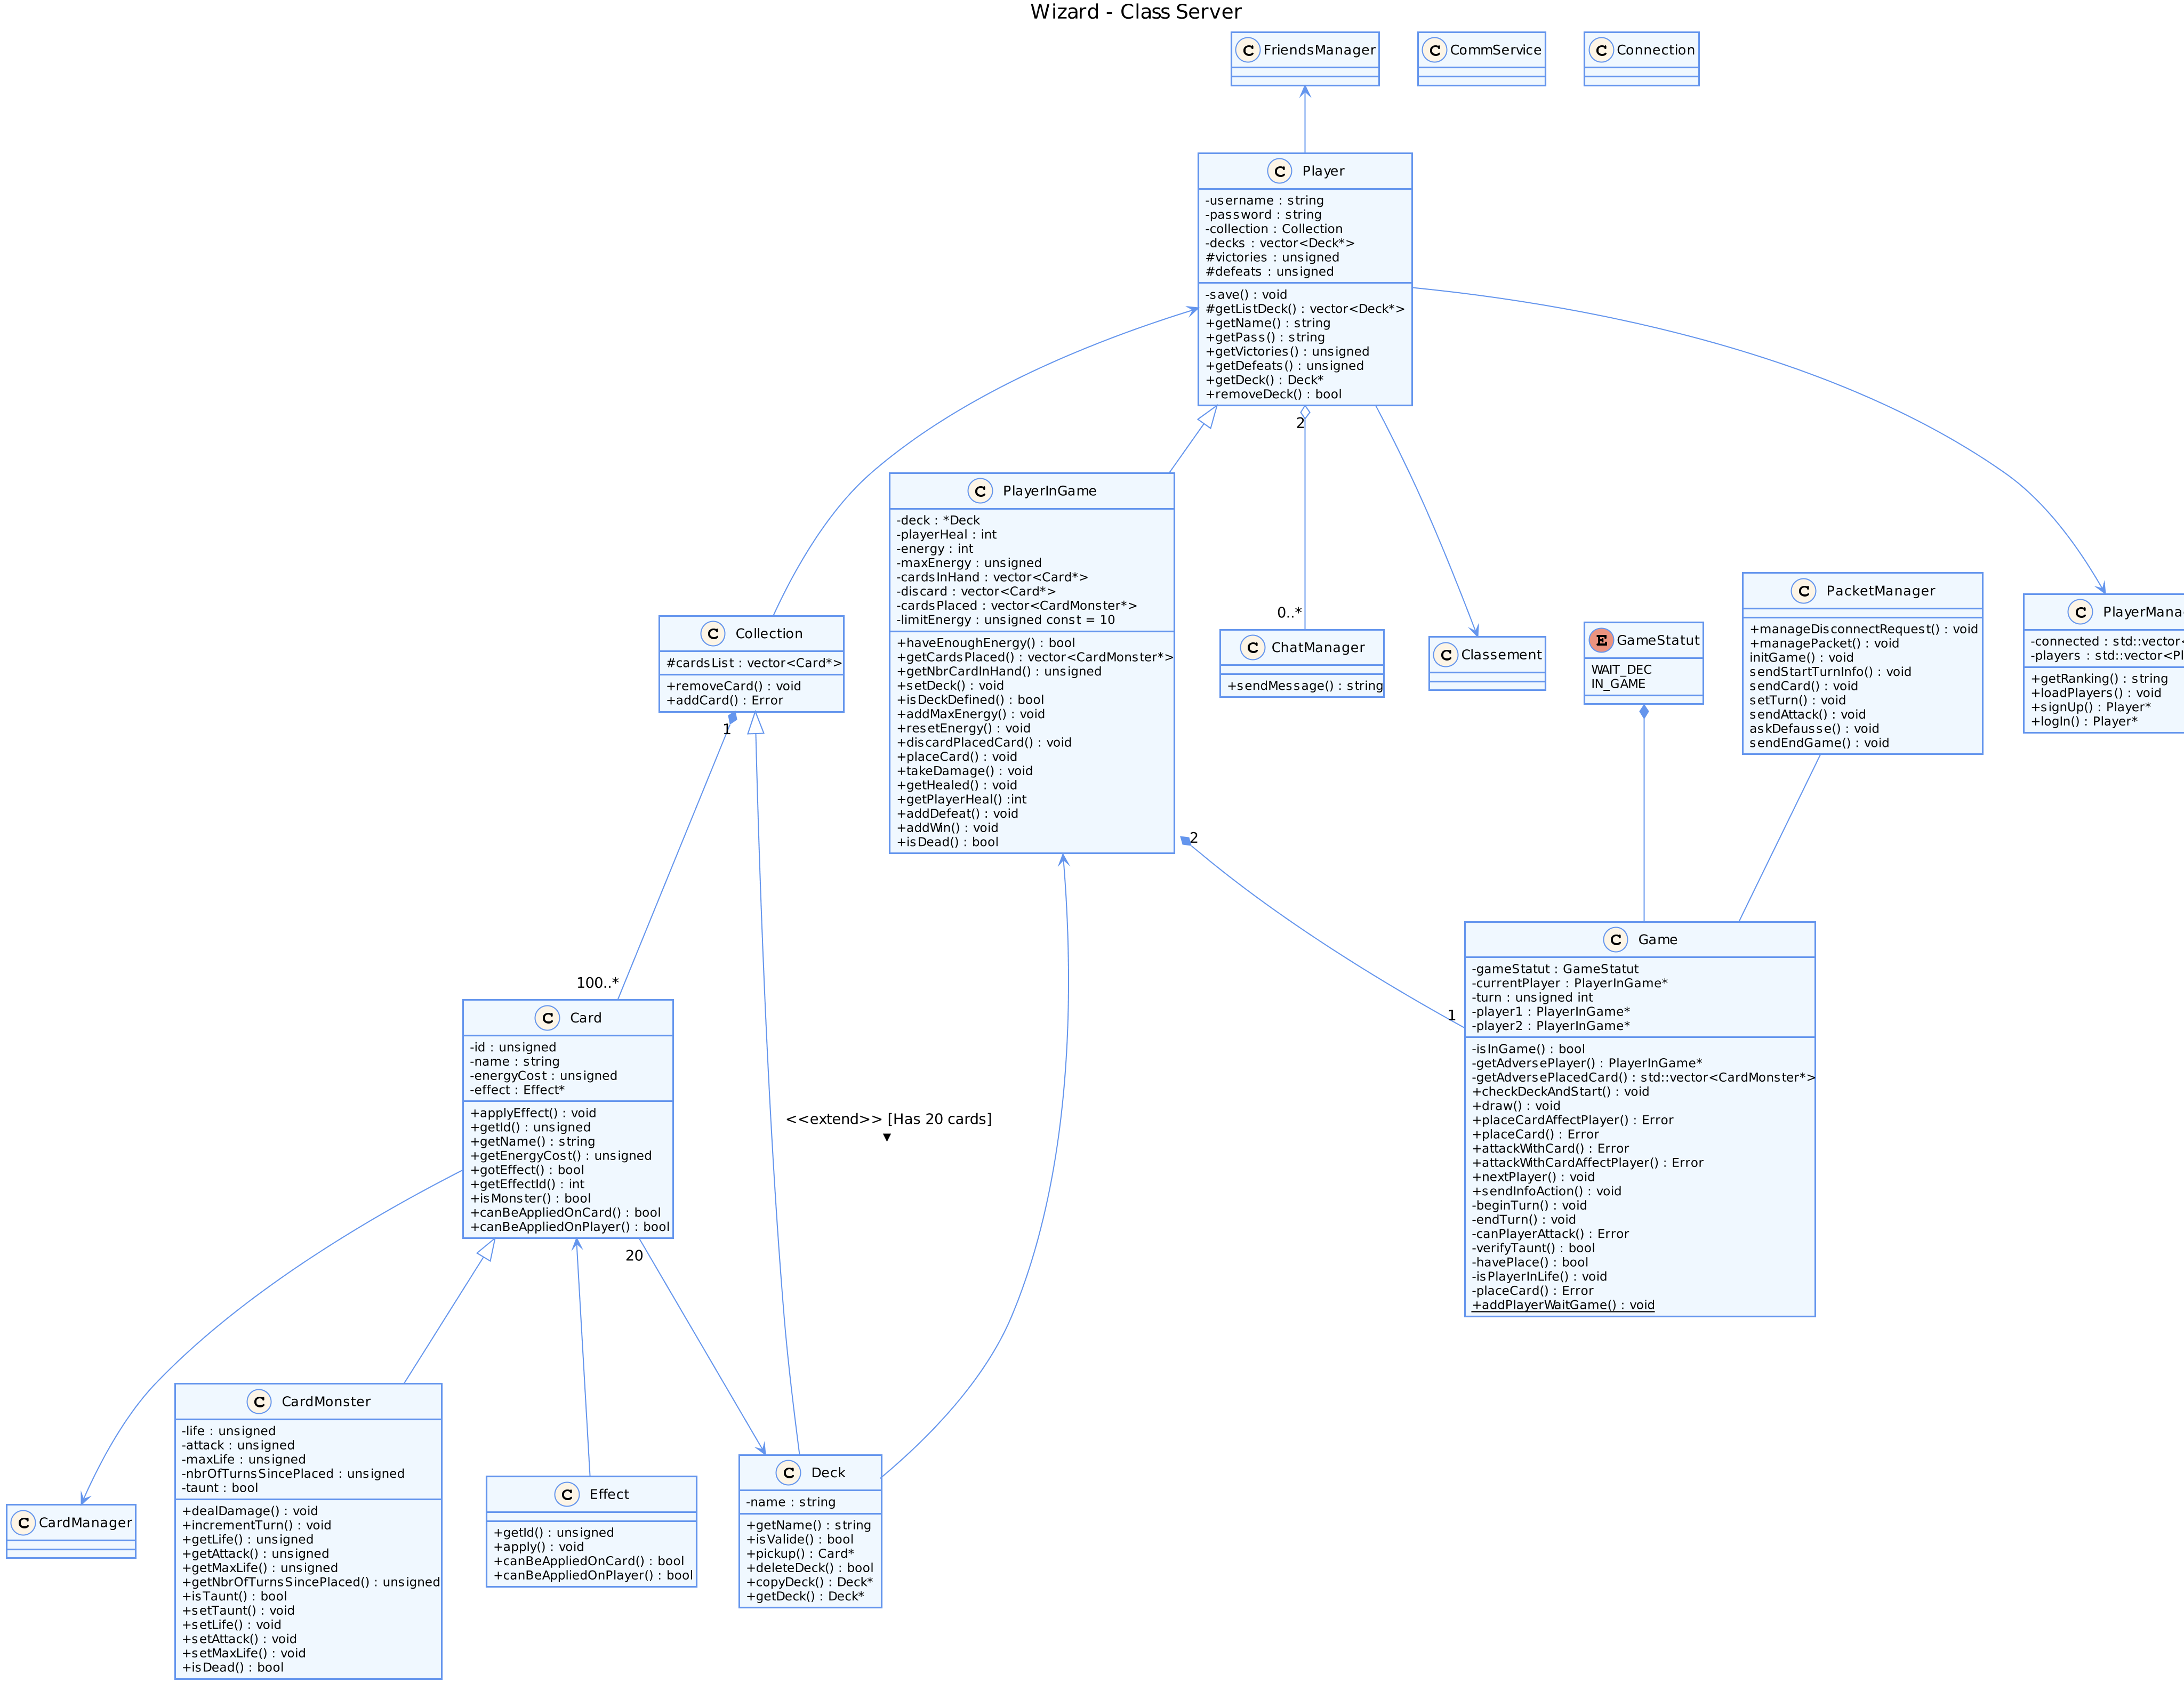 Wizard - Class Server
C FriendsManager
C CommService
C Connection
C Player
-username : string
-password : string
-collection : Collection
-decks : vector<Deck*>
#victories : unsigned
#defeats : unsigned
-save() : void
#getListDeck() : vector<Deck*>
+getName() : string
+getPass() : string
+getVictories() : unsigned
+getDefeats() : unsigned
+getDeck() : Deck*
+removeDeck() : bool
2
C PlayerInGame
-deck : *Deck
-playerHeal : int
-energy : int
-maxEnergy : unsigned
-cardsInHand : vector<Card*>
-discard : vector<Card*>
-cardsPlaced : vector<CardMonster*>
-limitEnergy : unsigned const = 10
+haveEnoughEnergy() : bool
+getCardsPlaced() : vector<CardMonster*>
+getNbrCardInHand() : unsigned
+setDeck() : void
+isDeckDefined() : bool
+addMaxEnergy() : void
+resetEnergy() : void
+discardPlacedCard() : void
+placeCard() : void
+takeDamage() : void
+getHealed() : void
+getPlayerHeal() :int
+addDefeat() : void
+addWin() : void
+isDead() : bool
2
C Collection
#cardsList : vector<Card*>
+removeCard() : void
+addCard() : Error
1
0..*
C ChatManager
+sendMessage() : string
C Classement
E GameStatut
WAIT_DEC
IN_GAME
C PacketManager
+manageDisconnectRequest() : void
+managePacket() : void
initGame() : void
sendStartTurnInfo() : void
sendCard() : void
setTurn() : void
sendAttack() : void
askDefausse() : void
sendEndGame() : void
C
-connected :
-players :
+getRanking() : string
+loadPlayers() : void
+signUp() : Player*
+logIn() : Player*
100..*
C Card
-id : unsigned
-name : string
-energyCost : unsigned
-effect : Effect*
+applyEffect() : void
+getId() : unsigned
+getName() : string
+getEnergyCost() : unsigned
+gotEffect() : bool
+getEffectId() : int
+isMonster() : bool
+canBeAppliedOnCard() : bool
+canBeAppliedOnPlayer() : bool
20
<<extend>> [Has 20 cards]
▼
1
C Game
-gameStatut : GameStatut
-currentPlayer : PlayerInGame*
-turn : unsigned int
-player1 : PlayerInGame*
-player2 : PlayerInGame*
-isInGame() : bool
-getAdversePlayer() : PlayerInGame*
-getAdversePlacedCard() : std::vector<CardMonster*>
+checkDeckAndStart() : void
+draw() : void
+placeCardAffectPlayer() : Error
+placeCard() : Error
+attackWithCard() : Error
+attackWithCardAffectPlayer() : Error
+nextPlayer() : void
+sendInfoAction() : void
-beginTurn() : void
-endTurn() : void
-canPlayerAttack() : Error
-verifyTaunt() : bool
-havePlace() : bool
-isPlayerInLife() : void
-placeCard() : Error
+addPlayerWaitGame() : void
C CardManager
C CardMonster
-life : unsigned
-attack : unsigned
-maxLife : unsigned
-nbrOfTurnsSincePlaced : unsigned
-taunt : bool
+dealDamage() : void
+incrementTurn() : void
+getLife() : unsigned
+getAttack() : unsigned
+getMaxLife() : unsigned
+getNbrOfTurnsSincePlaced() : unsigned
+isTaunt() : bool
+setTaunt() : void
+setLife() : void
+setAttack() : void
+setMaxLife() : void
+isDead() : bool
C Effect
+getId() : unsigned
+apply() : void
+canBeAppliedOnCard() : bool
+canBeAppliedOnPlayer() : bool
C Deck
-name : string
+getName() : string
+isValide() : bool
+pickup() : Card*
+deleteDeck() : bool
+copyDeck() : Deck*
+getDeck() : Deck*